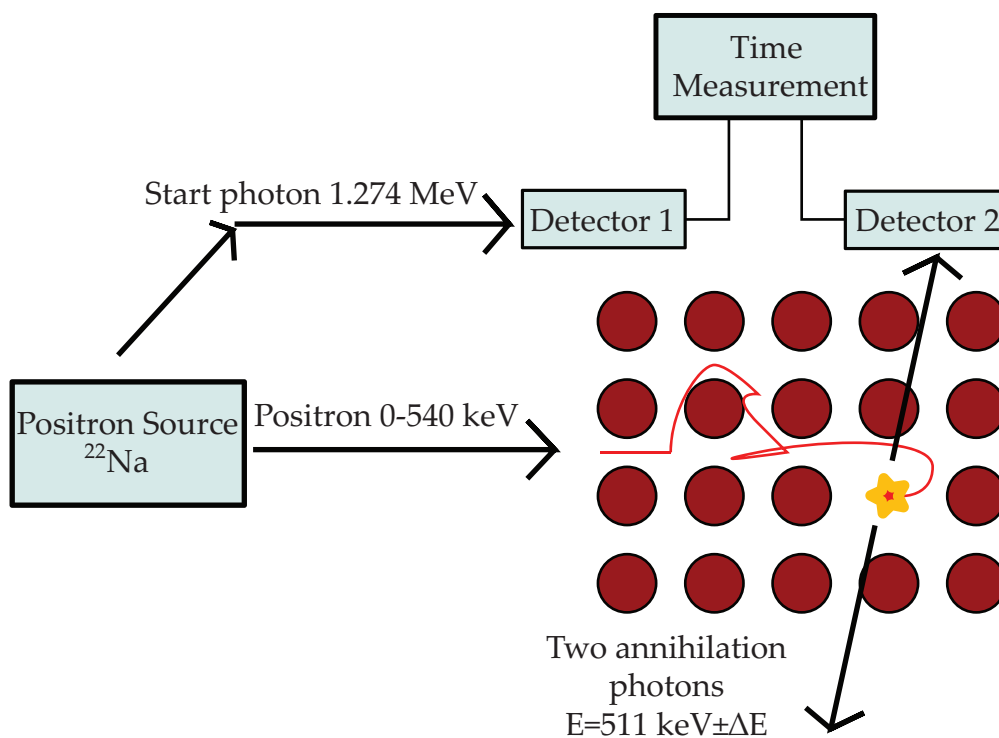 Time
Measurement
Start photon 1.274 MeV
Detector 1
Detector 2
Positron Source
²²Na
Positron 0-540 keV
Two annihilation
photons
E=511 keV±ΔE